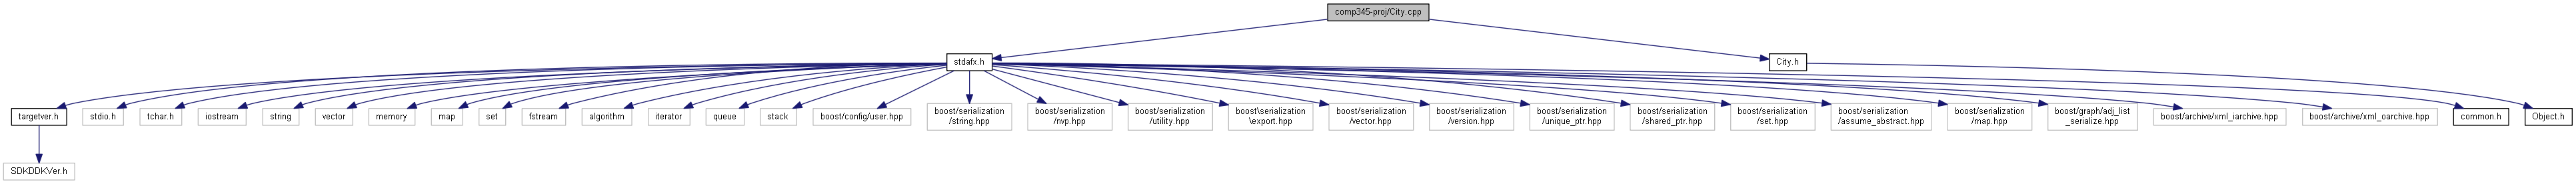 comp345-proj/City.cpp
stdafx.h
City.h
targetver.h
stdio.h
tchar.h
iostream
string
vector
memory
map
set
fstream
algorithm
iterator
queue
stack
boost/config/user.hpp
boost/serialization
/string.hpp
boost/serialization
/nvp.hpp
boost/serialization
/utility.hpp
boost\serialization
\export.hpp
boost/serialization
/vector.hpp
boost/serialization
/version.hpp
boost/serialization
/unique_ptr.hpp
boost/serialization
/shared_ptr.hpp
boost/serialization
/set.hpp
boost/serialization
/assume_abstract.hpp
boost/serialization
/map.hpp
boost/graph/adj_list
_serialize.hpp
boost/archive/xml_iarchive.hpp
boost/archive/xml_oarchive.hpp
common.h
Object.h
SDKDDKVer.h